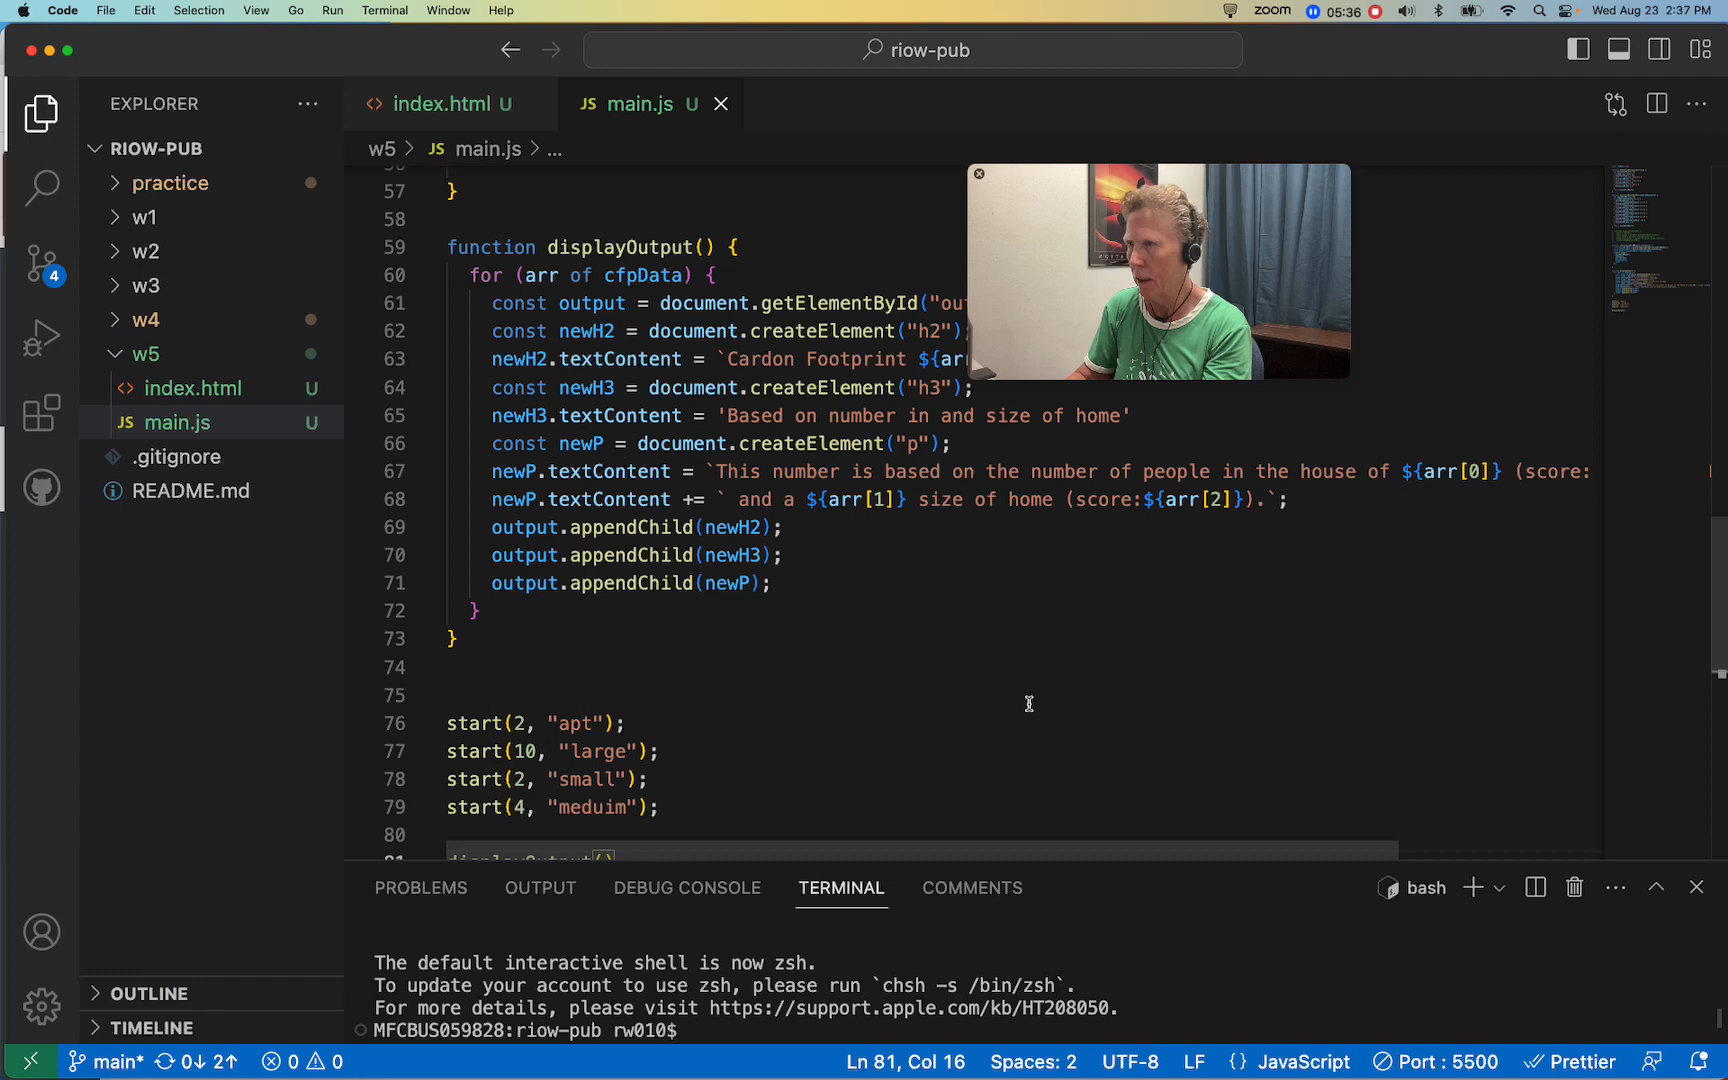 Code File Edit Selection View Go Run Terminal Window Help zoom 05:36 Wed Aug 23 2:37 PM
riow-pub
EXPLORER
index.html U
JS main.js U
RIOW-PUB
w5 > JS main.js > ...
practice
w1
w2
w3
w4
w5
index.html U
JS main.js U
.gitignore
README.md
4
OUTLINE
TIMELINE
57 }
58
59 function displayOutput() {
60 for (arr of cfpData) {
61 const output = document.getElementById("ou
62 const newH2 = document.createElement("h2")
63 newH2.textContent = `Cardon Footprint ${ar
64 const newH3 = document.createElement("h3");
65 newH3.textContent = 'Based on number in and size of home'
66 const newP = document.createElement("p");
67 newP.textContent = `This number is based on the number of people in the house of ${arr[0]} (score:
68 newP.textContent += ` and a ${arr[1]} size of home (score:${arr[2]}).`;
69 output.appendChild(newH2);
70 output.appendChild(newH3);
71 output.appendChild(newP);
72 }
73 }
74
75
76 start(2, "apt");
77 start(10, "large");
78 start(2, "small");
79 start(4, "meduim");
80
81 displayOutput()
PROBLEMS OUTPUT DEBUG CONSOLE TERMINAL COMMENTS bash
The default interactive shell is now zsh.
To update your account to use zsh, please run `chsh -s /bin/zsh`.
For more details, please visit https://support.apple.com/kb/HT208050.
MFCBUS059828:riow-pub rw010$
main* 0↓ 2↑ 0 0 Ln 81, Col 16 Spaces: 2 UTF-8 LF {} JavaScript Port : 5500 Prettier